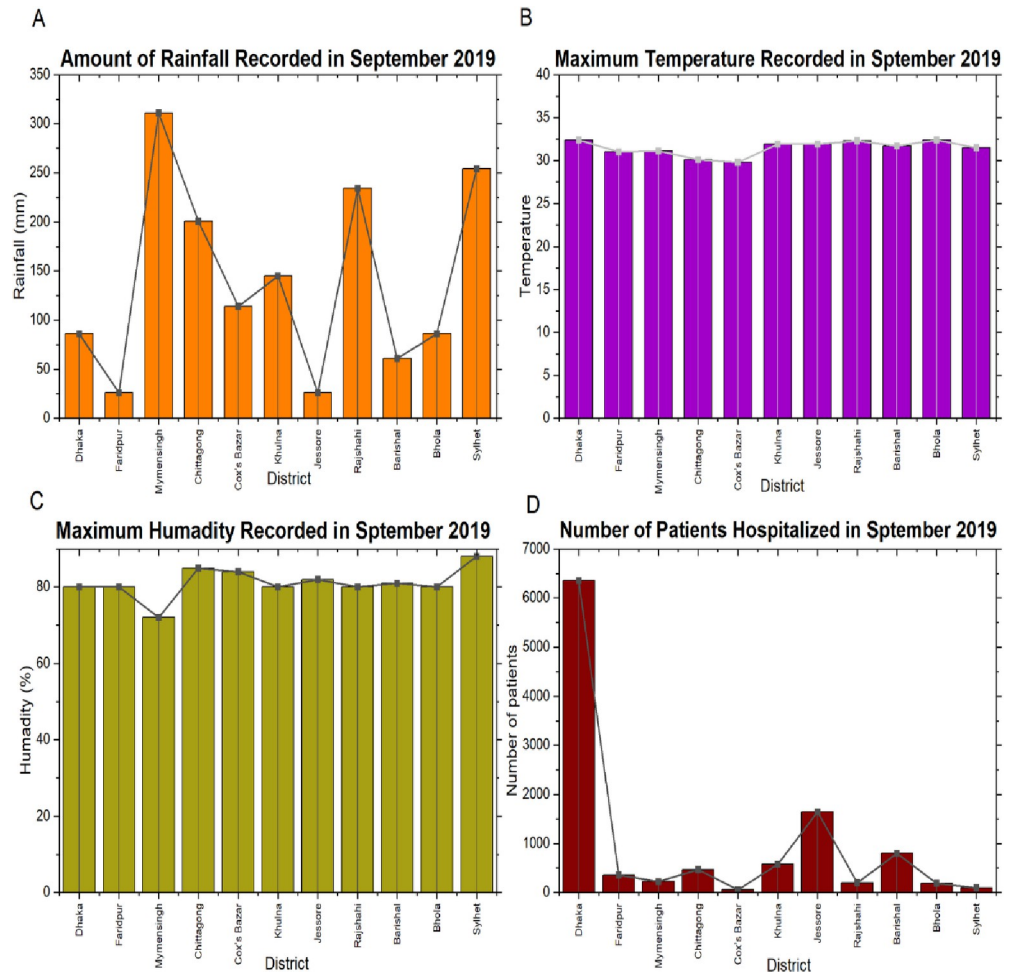 A
Amount of Rainfall Recorded in September 2019
350
300
250
200
150
100
50
0
Rainfall (mm)
Dhaka
Faridpur
Mymensingh
Chittagong
Cox's Bazar
Khulna
Jessore
Rajshahi
Barishal
Bhola
Sylhet
District
B
Maximum Temperature Recorded in Sptember 2019
40
35
30
25
20
15
10
5
0
Temperature
Dhaka
Faridpur
Mymensingh
Chittagong
Cox's Bazar
Khulna
Jessore
Rajshahi
Barishal
Bhola
Sylhet
District
C
Maximum Humadity Recorded in Sptember 2019
80
60
40
20
0
Humadity (%)
Dhaka
Faridpur
Mymensingh
Chittagong
Cox's Bazar
Khulna
Jessore
Rajshahi
Barishal
Bhola
Sylhet
District
D
Number of Patients Hospitalized in Sptember 2019
7000
6000
5000
4000
3000
2000
1000
0
Number of patients
Dhaka
Faridpur
Mymensingh
Chittagong
Cox's Bazar
Khulna
Jessore
Rajshahi
Barishal
Bhola
Sylhet
District